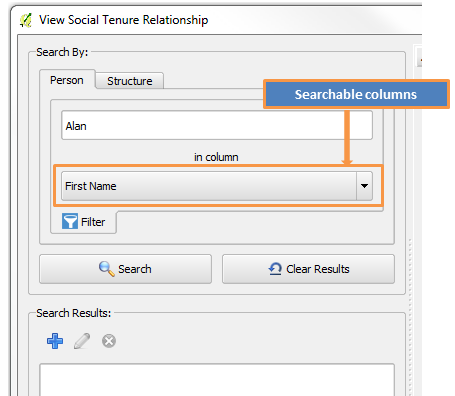 View Social Tenure Relationship
Search By:
Person Structure
Searchable columns
Alan
in column
First Name
Filter
Search Clear Results
Search Results: